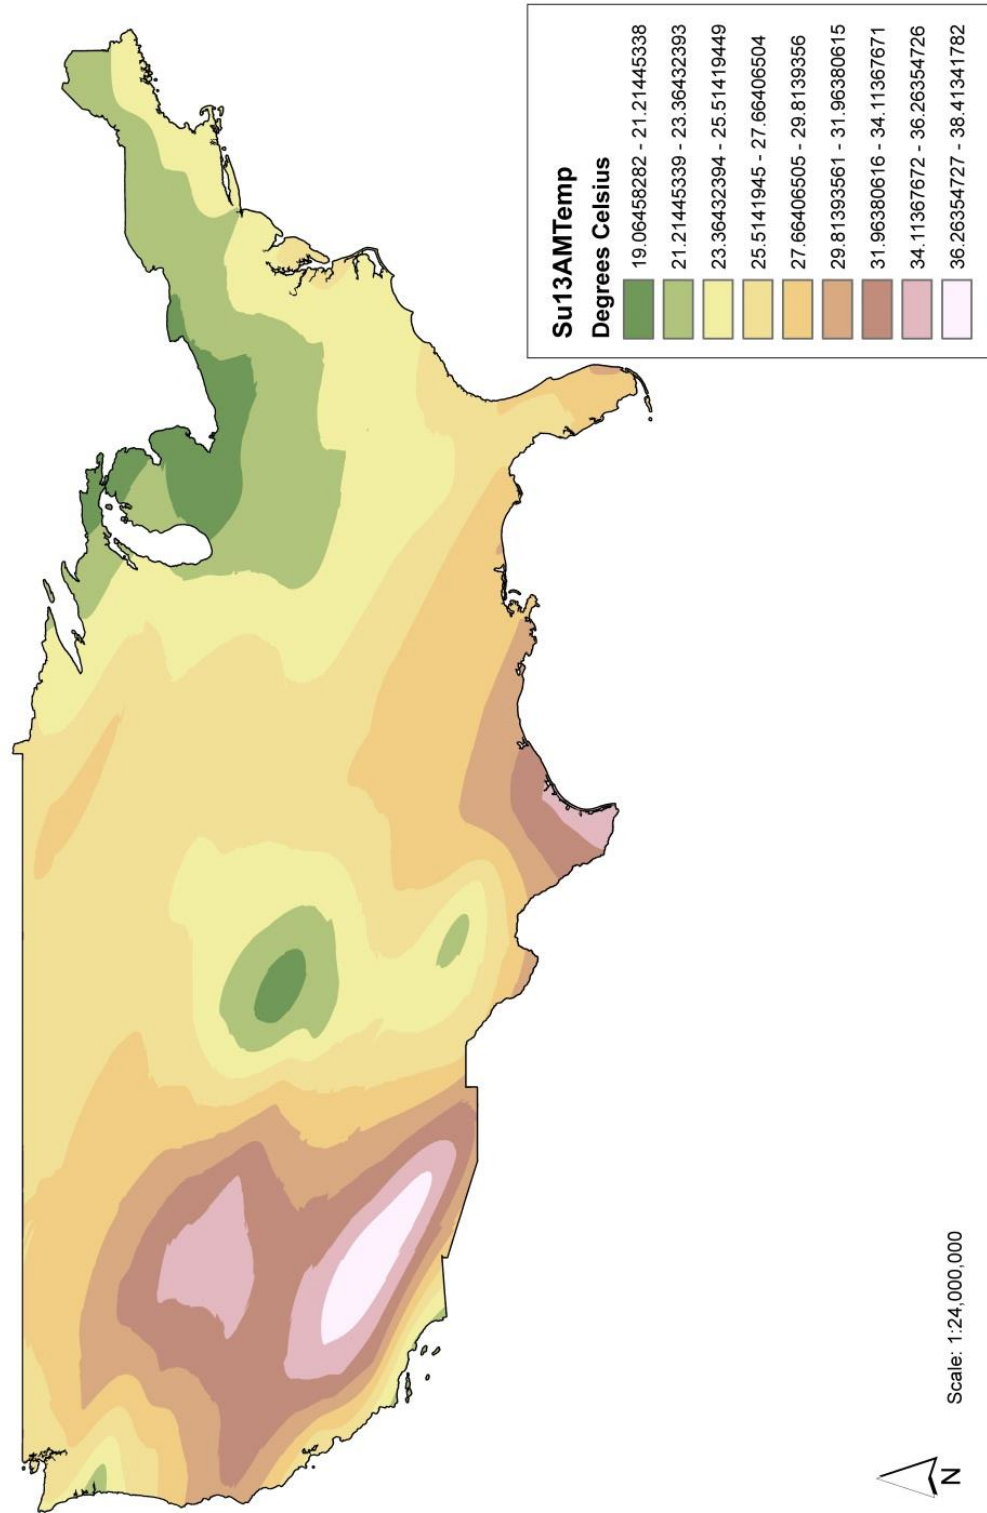 Su13AMTemp
Degrees Celsius
19.06458282 - 21.21445338
21.21445339 - 23.36432393
23.36432394 - 25.51419449
25.5141945 - 27.66406504
27.66406505 - 29.8139356
29.81393561 - 31.96380615
31.96380616 - 34.11367671
34.11367672 - 36.26354726
36.26354727 - 38.41341782
Scale: 1:24,000,000
N